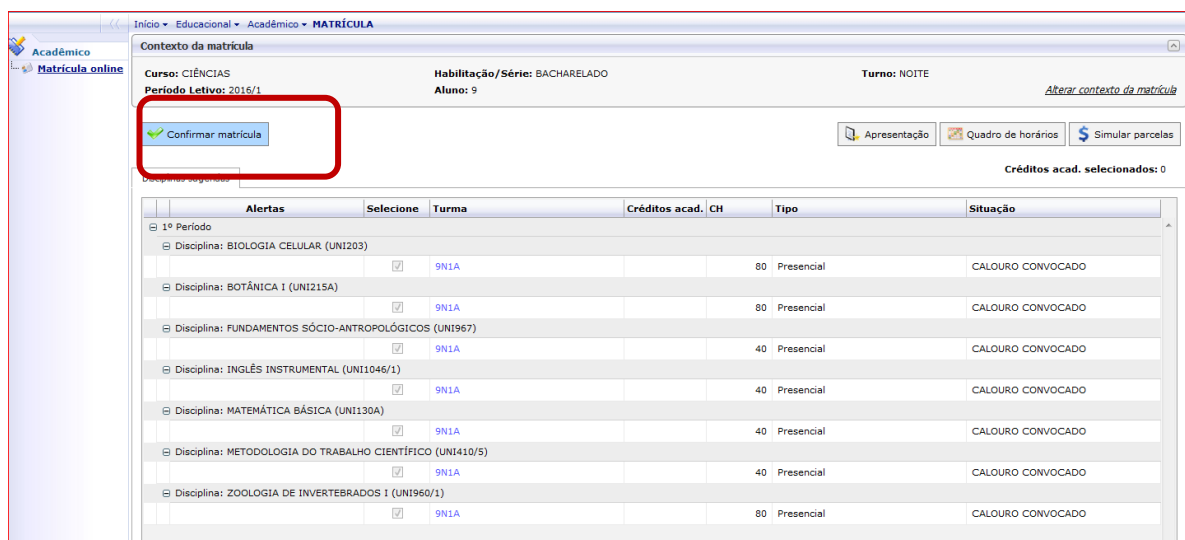 Início Educacional Acadêmico MATRÍCULA
Acadêmico
Matrícula online
Contexto da matrícula
Curso: CIÊNCIAS Habilitação/Série: BACHARELADO Turno: NOITE
Período Letivo: 2016/1 Aluno: 9 Alterar contexto da matrícula
Confirmar matrícula Apresentação Quadro de horários Simular parcelas
Créditos acad. selecionados: 0
Disciplinas sugeridas
Alertas Selecione Turma Créditos acad. CH Tipo Situação
1º Período
Disciplina: BIOLOGIA CELULAR (UNI203)
9N1A 80 Presencial CALOURO CONVOCADO
Disciplina: BOTÂNICA I (UNI215A)
9N1A 80 Presencial CALOURO CONVOCADO
Disciplina: FUNDAMENTOS SÓCIO-ANTROPOLÓGICOS (UNI967)
9N1A 40 Presencial CALOURO CONVOCADO
Disciplina: INGLÊS INSTRUMENTAL (UNI1046/1)
9N1A 40 Presencial CALOURO CONVOCADO
Disciplina: MATEMÁTICA BÁSICA (UNI130A)
9N1A 40 Presencial CALOURO CONVOCADO
Disciplina: METODOLOGIA DO TRABALHO CIENTÍFICO (UNI410/5)
9N1A 40 Presencial CALOURO CONVOCADO
Disciplina: ZOOLOGIA DE INVERTEBRADOS I (UNI960/1)
9N1A 80 Presencial CALOURO CONVOCADO